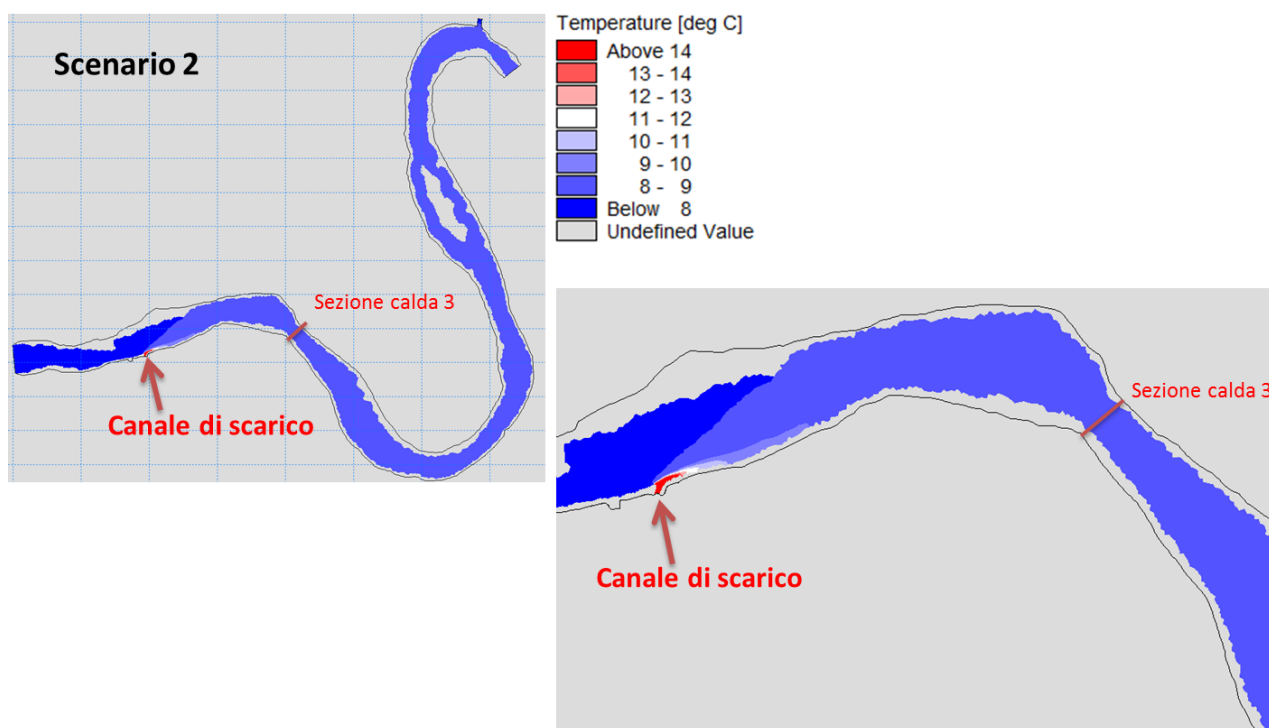 Scenario 2
Sezione calda 3
Canale di scarico
Temperature [deg C]
Above 14
13 - 14
12 - 13
11 - 12
10 - 11
9 - 10
8 - 9
Below 8
Undefined Value
Sezione calda 3
Canale di scarico